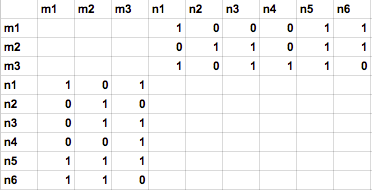 m1 m2 m3 n1 n2 n3 n4 n5 n6
m1 1 0 0 0 1 1
m2 0 1 1 0 1 1
m3 1 0 1 1 1 0
n1 1 0 1
n2 0 1 0
n3 0 1 1
n4 0 0 1
n5 1 1 1
n6 1 1 0